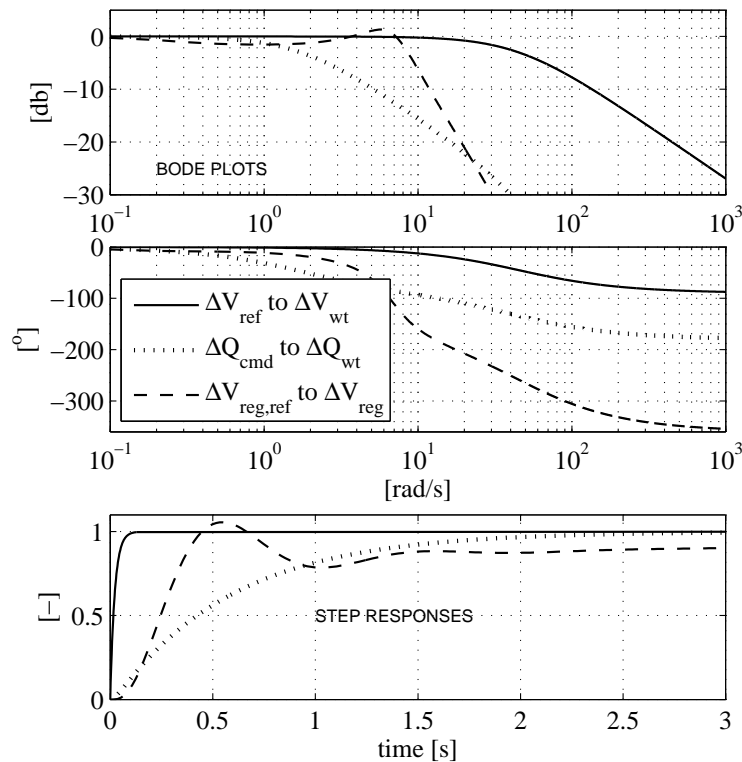 0
−10
−20
−30
[db]
BODE PLOTS
10^−1 10^0 10^1 10^2 10^3
0
−100
−200
−300
[°]
ΔV_ref to ΔV_wt
ΔQ_cmd to ΔQ_wt
ΔV_reg,ref to ΔV_reg
10^−1 10^0 10^1 10^2 10^3
[rad/s]
1
0.5
0
[−]
STEP RESPONSES
0 0.5 1 1.5 2 2.5 3
time [s]